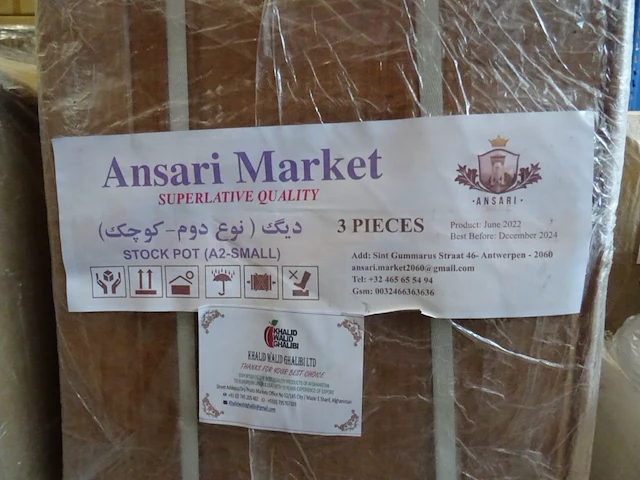 Ansari Market
SUPERLATIVE QUALITY
دیگ ( نوع دوم - کوچک)
STOCK POT (A2-SMALL)
3 PIECES
ANSARI
Product: June 2022
Best Before: December 2024
Add: Sint Gummarus Straat 46- Antwerpen - 2060
ansari.market2060@gmail.com
Tel: +32 465 65 54 94
Gsm: 0032466363636
KHALID
WALID
GHALIBI
KHALID WALID GHALIBI LTD
THANKS FOR YOUR BEST CHOICE